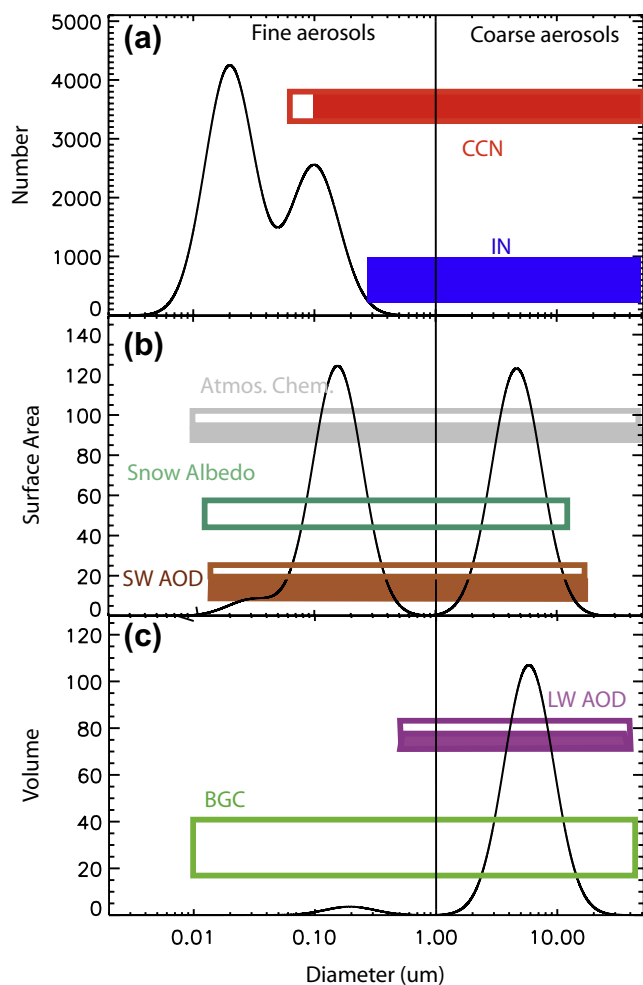 (a)
Fine aerosols
Coarse aerosols
5000
4000
3000
2000
1000
0
Number
CCN
IN
(b)
120
100
80
60
40
20
0
Surface Area
Atmos. Chem.
Snow Albedo
SW AOD
(c)
120
100
80
60
40
20
0
Volume
LW AOD
BGC
0.01
0.10
1.00
10.00
Diameter (um)